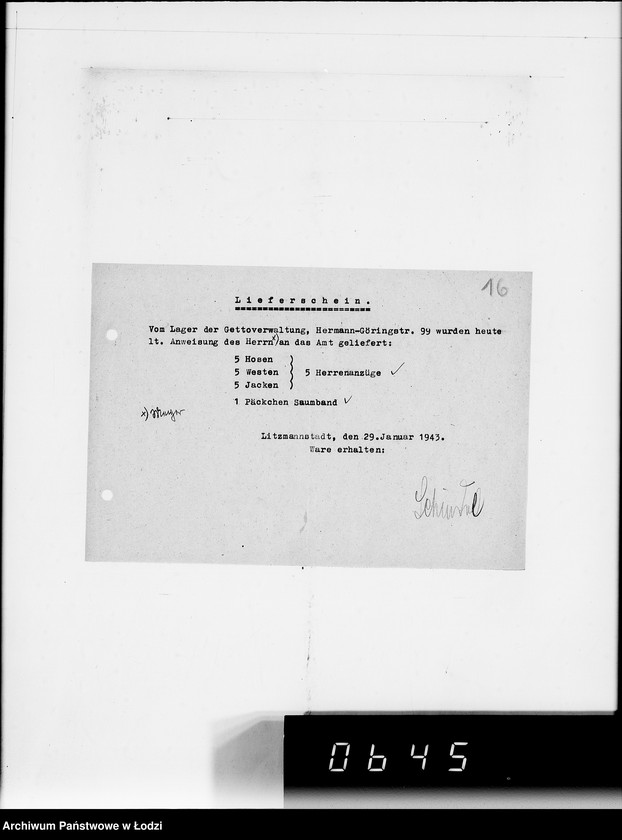 16
Lieferschein.
Vom Lager der Gettoverwaltung, Hermann-Göringstr. 99 wurden heute
lt. Anweisung des Herrn x)/an das Amt geliefert:
5 Hosen
5 Westen } 5 Herrenanzüge ✓
5 Jacken
1 Päckchen Saumband ✓
x)
Litzmannstadt, den 29.Januar 1943.
Ware erhalten:
0645
Archiwum Państwowe w Łodzi